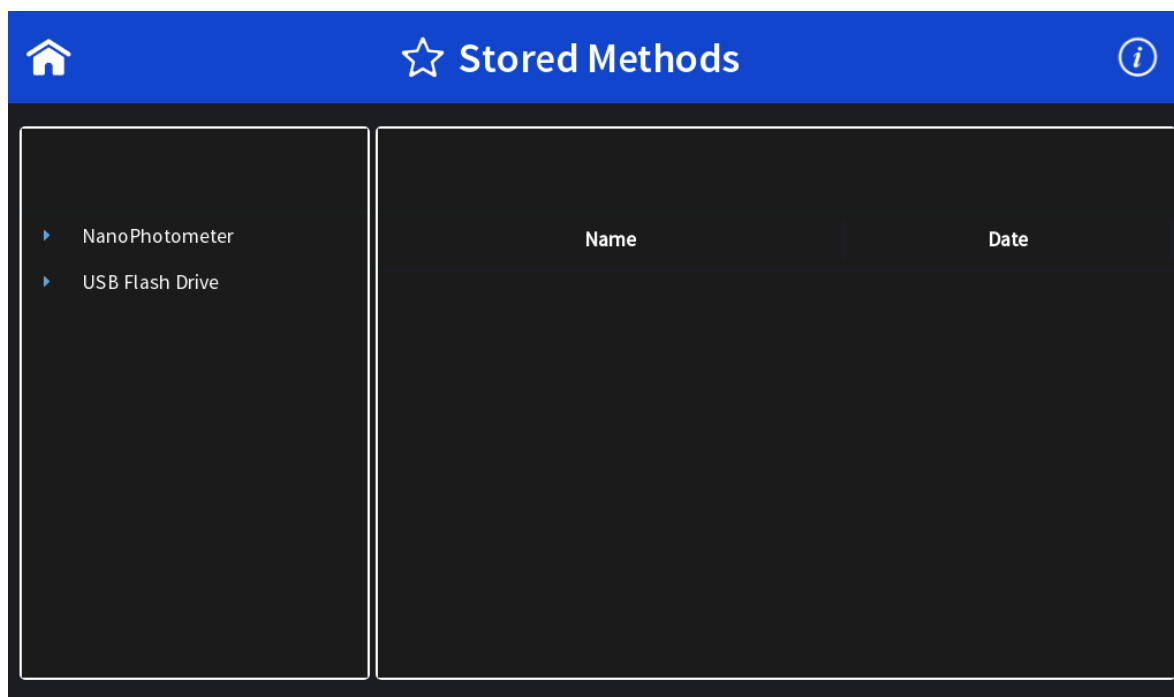 Stored Methods
i
NanoPhotometer
USB Flash Drive
Name Date